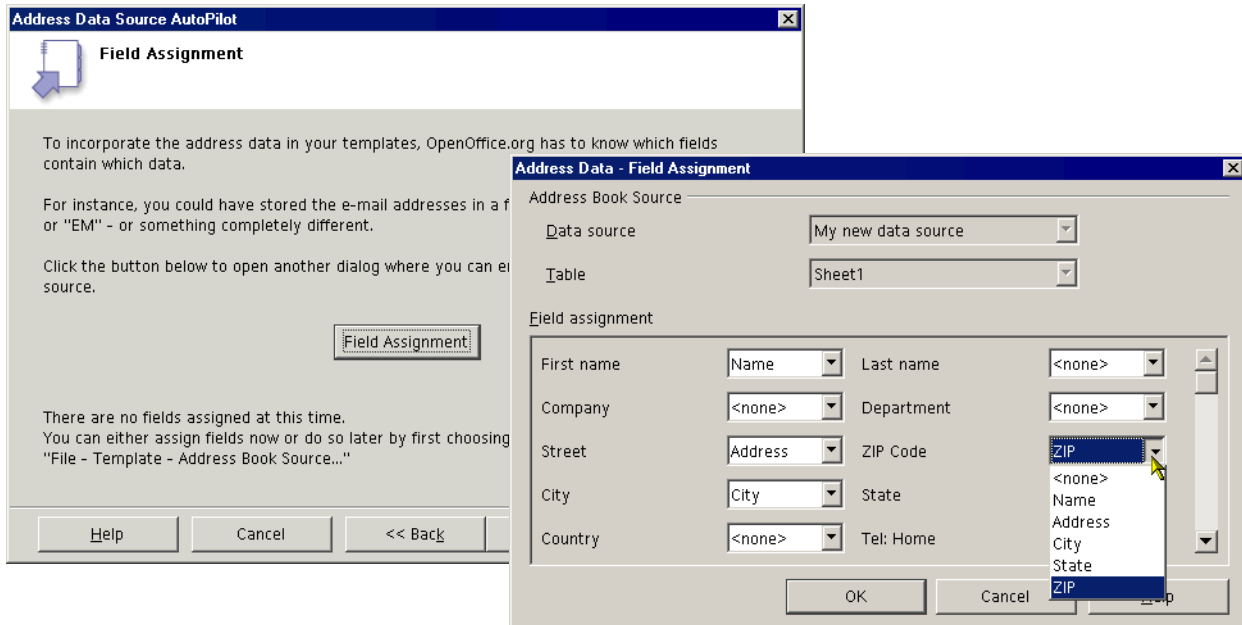 Address Data Source AutoPilot
Field Assignment
To incorporate the address data in your templates, OpenOffice.org has to know which fields
contain which data.
For instance, you could have stored the e-mail addresses in a f
or "EM" - or something completely different.
Click the button below to open another dialog where you can
source.
Field Assignment
There are no fields assigned at this time.
You can either assign fields now or do so later by first choosing
"File - Template - Address Book Source..."
Help
Cancel
<< Back
Address Data - Field Assignment
Address Book Source
Data source
My new data source
Table
Sheet1
Field assignment
First name
Name
Last name
<none>
Company
<none>
Department
<none>
Street
Address
ZIP Code
ZIP
City
City
State
Country
<none>
Tel: Home
<none>
Name
Address
City
State
ZIP
OK
Cancel